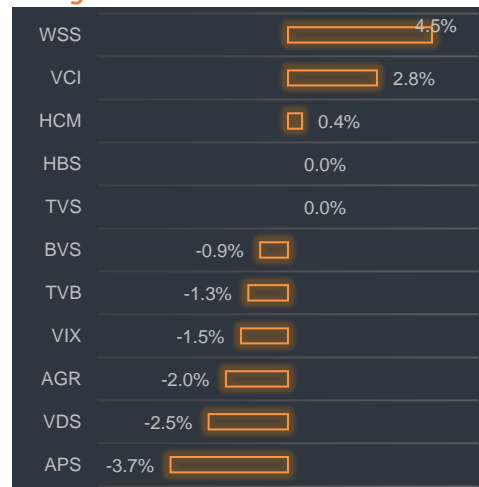 WSS 4.5%
VCI 2.8%
HCM 0.4%
HBS 0.0%
TVS 0.0%
BVS -0.9%
TVB -1.3%
VIX -1.5%
AGR -2.0%
VDS -2.5%
APS -3.7%